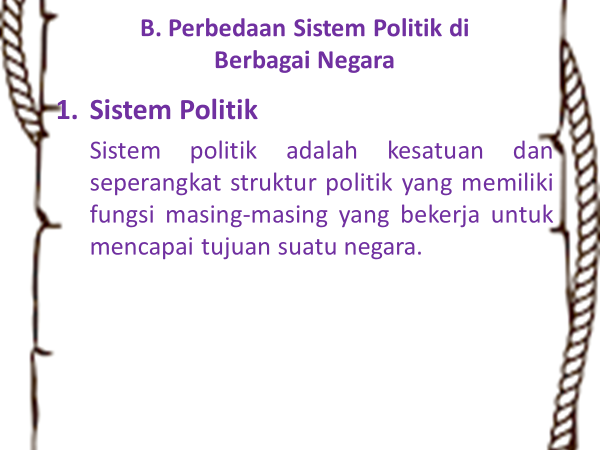 B. Perbedaan Sistem Politik di
Berbagai Negara
1. Sistem Politik
Sistem politik adalah kesatuan dan
seperangkat struktur politik yang memiliki
fungsi masing-masing yang bekerja untuk
mencapai tujuan suatu negara.